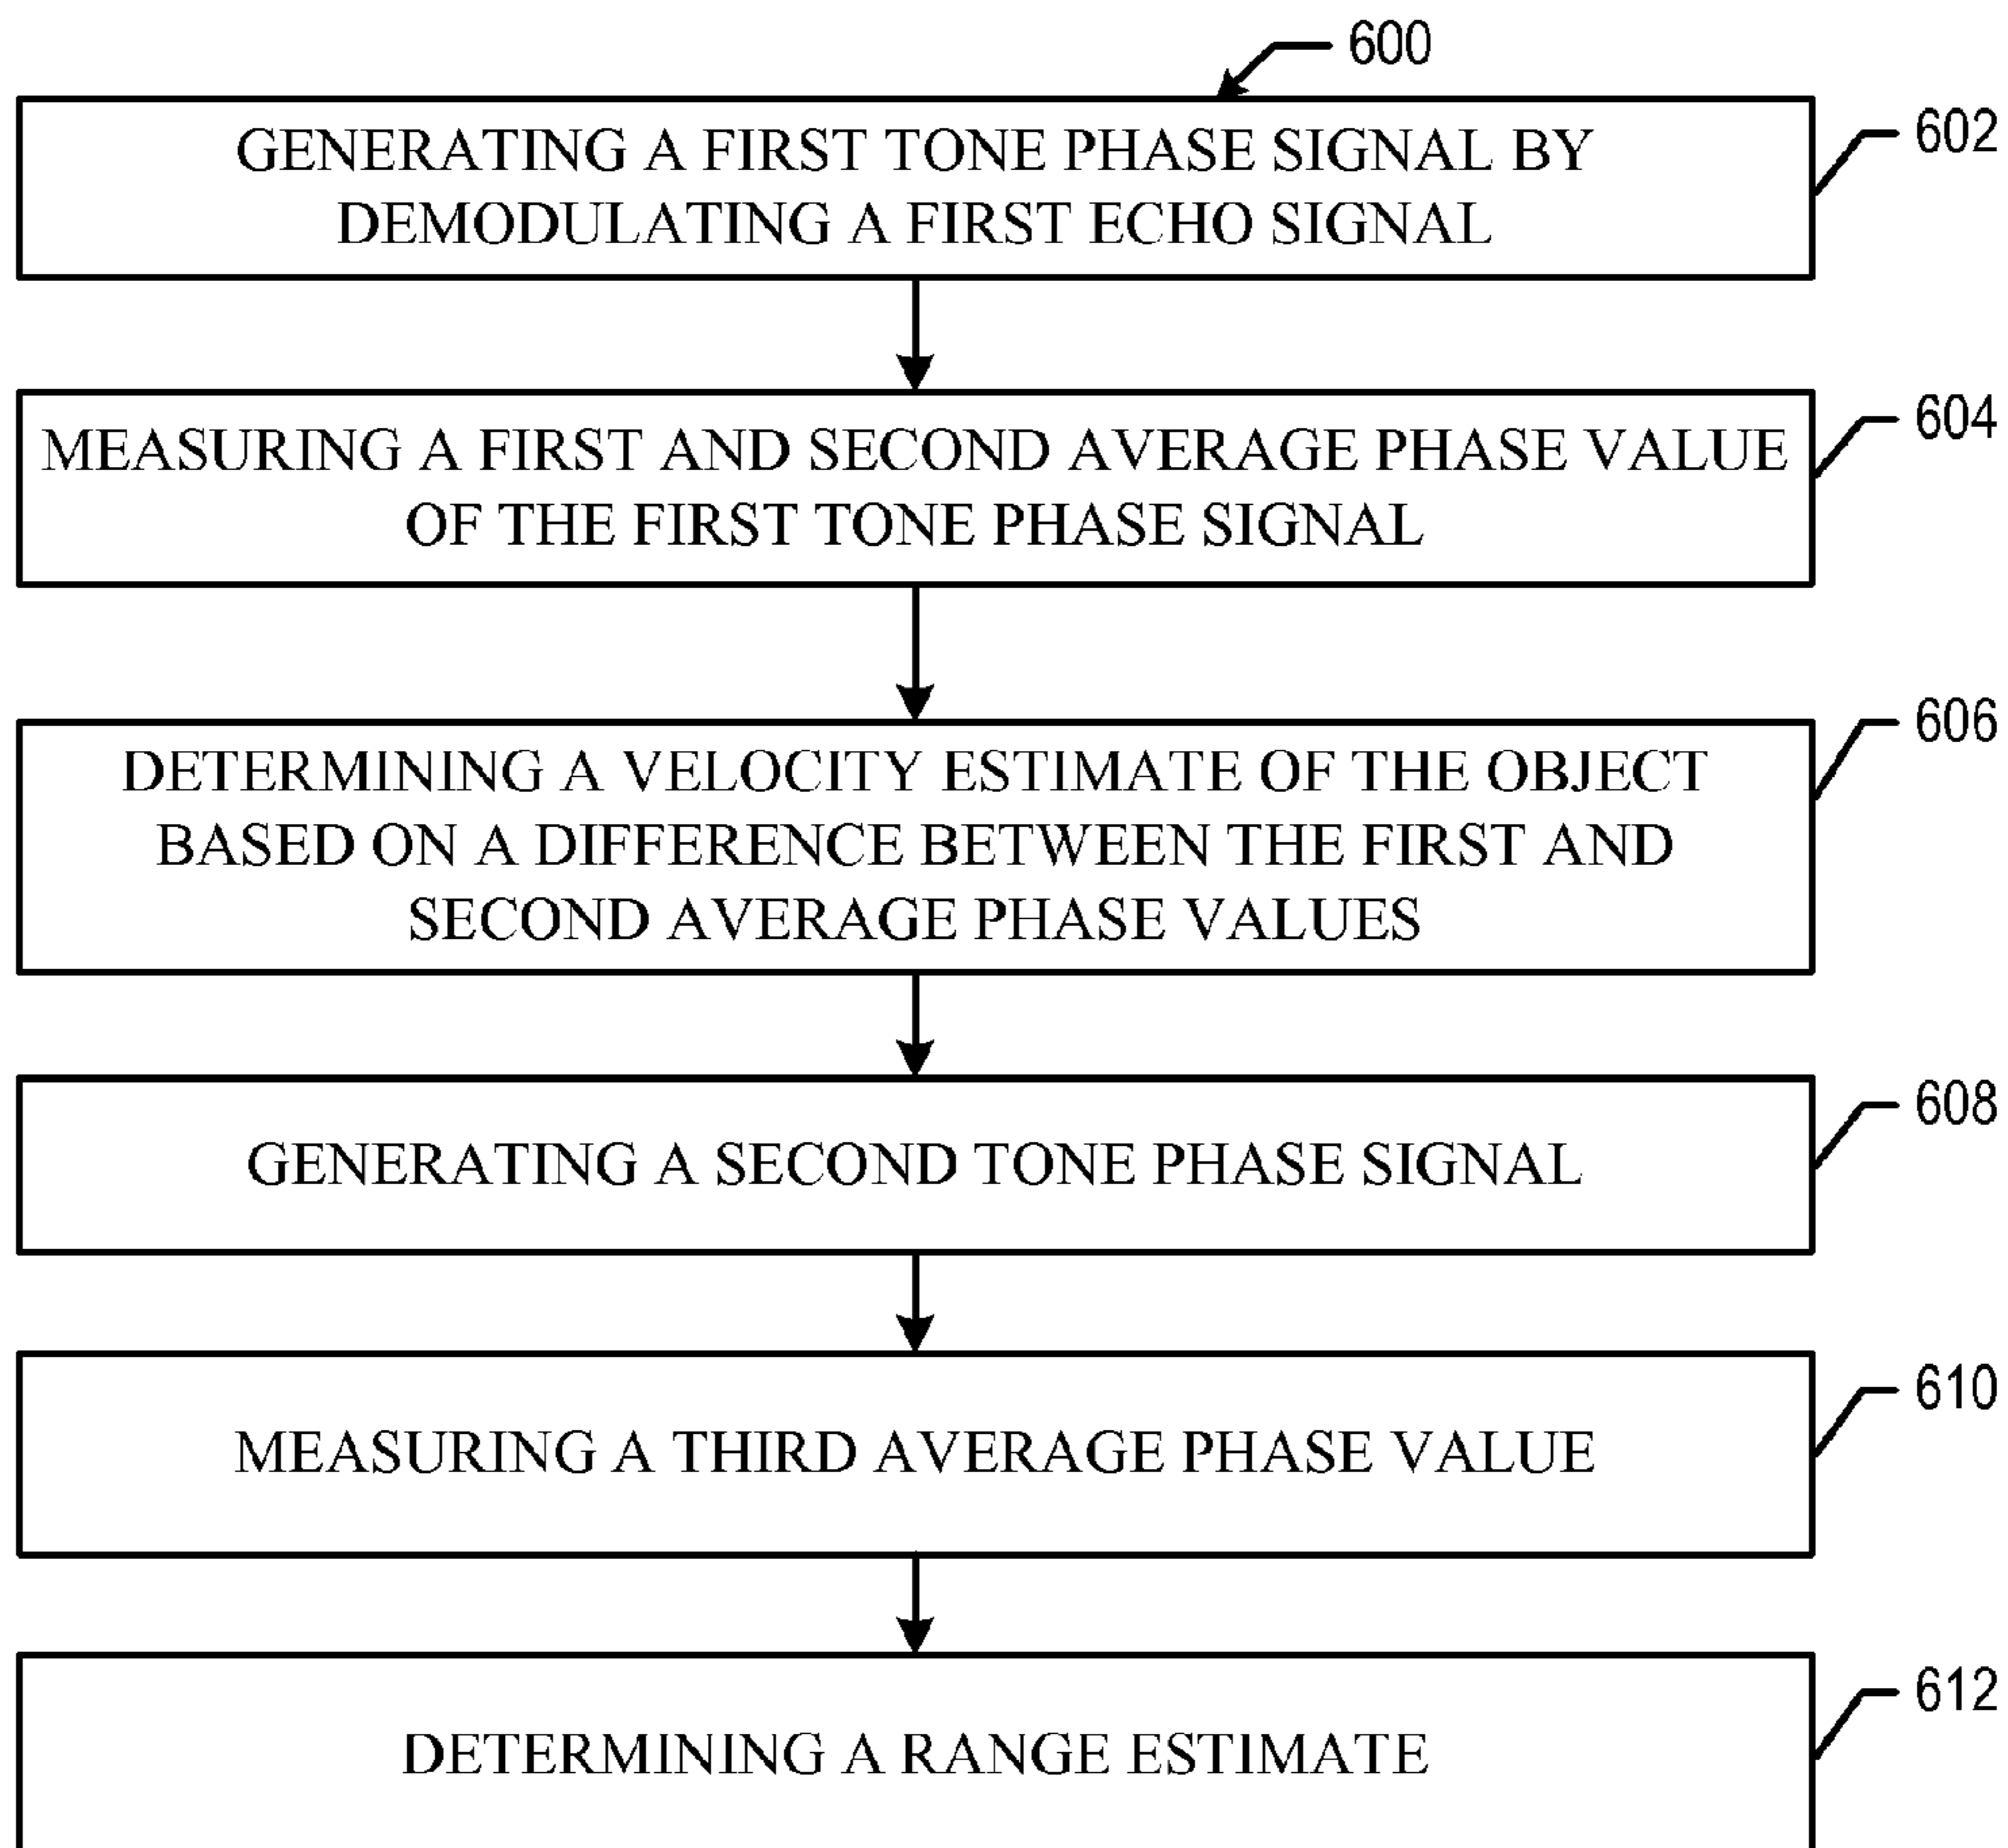 600
GENERATING A FIRST TONE PHASE SIGNAL BY
DEMODULATING A FIRST ECHO SIGNAL
602
MEASURING A FIRST AND SECOND AVERAGE PHASE VALUE
OF THE FIRST TONE PHASE SIGNAL
604
DETERMINING A VELOCITY ESTIMATE OF THE OBJECT
BASED ON A DIFFERENCE BETWEEN THE FIRST AND
SECOND AVERAGE PHASE VALUES
606
GENERATING A SECOND TONE PHASE SIGNAL
608
MEASURING A THIRD AVERAGE PHASE VALUE
610
DETERMINING A RANGE ESTIMATE
612